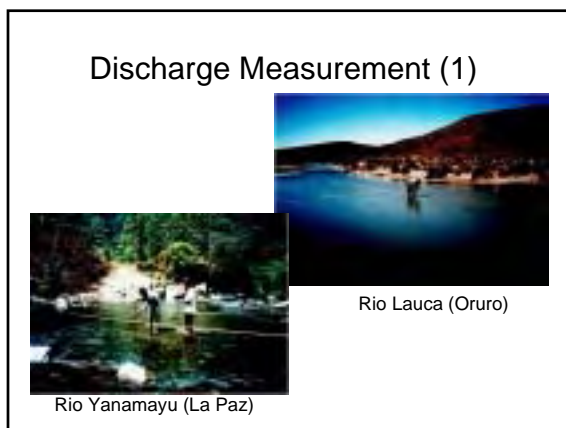 Discharge Measurement (1)
Rio Lauca (Oruro)
Rio Yanamayu (La Paz)